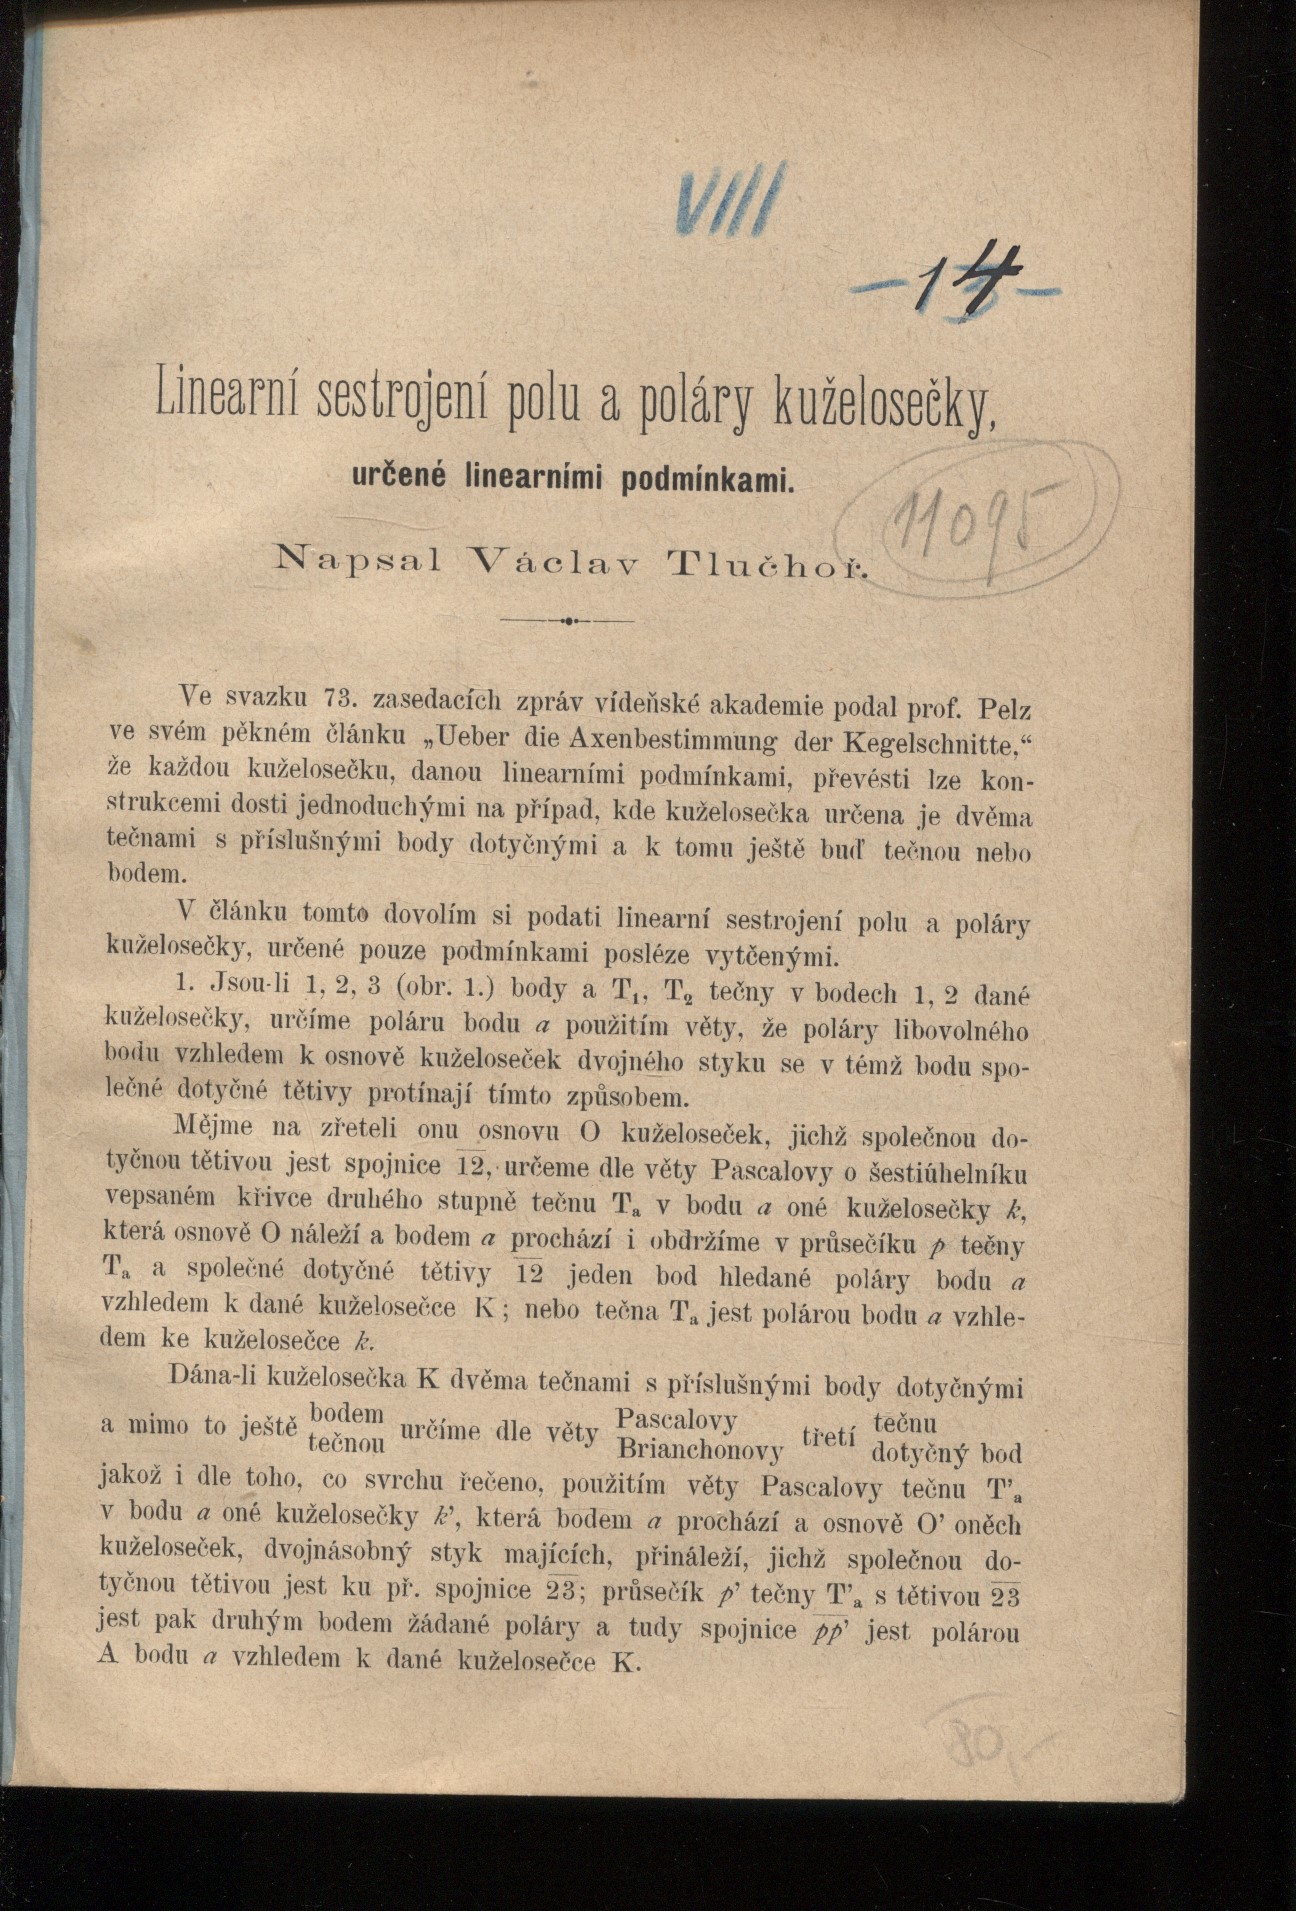 VIII
-14-
Linearní sestrojení polu a poláry kuželosečky,
určené linearními podmínkami.
11095
Napsal Václav Tlučhoř.
Ve svazku 73. zasedacích zpráv vídeňské akademie podal prof. Pelz
ve svém pěkném článku „Ueber die Axenbestimmung der Kegelschnitte,“
že každou kuželosečku, danou linearními podmínkami, převésti lze kon-
strukcemi dosti jednoduchými na případ, kde kuželosečka určena je dvěma
tečnami s příslušnými body dotyčnými a k tomu ještě buď tečnou nebo
bodem.
V článku tomto dovolím si podati linearní sestrojení polu a poláry
kuželosečky, určené pouze podmínkami posléze vytčenými.
1. Jsou-li 1, 2, 3 (obr. 1.) body a T₁, T₂ tečny v bodech 1, 2 dané
kuželosečky, určíme poláru bodu a použitím věty, že poláry libovolného
bodu vzhledem k osnově kuželoseček dvojného styku se v témž bodu spo-
lečné dotyčné tětivy protínají tímto způsobem.
Mějme na zřeteli onu osnovu O kuželoseček, jichž společnou do-
tyčnou tětivou jest spojnice 1̅2̅, určeme dle věty Pascalovy o šestiúhelníku
vepsaném křivce druhého stupně tečnu Tₐ v bodu a oné kuželosečky k,
která osnově O náleží a bodem a prochází i obdržíme v průsečíku p tečny
Tₐ a společné dotyčné tětivy 1̅2̅ jeden bod hledané poláry bodu a
vzhledem k dané kuželosečce K; nebo tečna Tₐ jest polárou bodu a vzhle-
dem ke kuželosečce k.
Dána-li kuželosečka K dvěma tečnami s příslušnými body dotyčnými
a mimo to ještě bodem tečnou určíme dle věty Pascalovy Brianchonovy třetí tečnu dotyčný bod
jakož i dle toho, co svrchu řečeno, použitím věty Pascalovy tečnu T’ₐ
v bodu a oné kuželosečky k’, která bodem a prochází a osnově O’ oněch
kuželoseček, dvojnásobný styk majících, přináleží, jichž společnou do-
tyčnou tětivou jest ku př. spojnice 2̅3̅; průsečík p’ tečny T’ₐ s tětivou 2̅3̅
jest pak druhým bodem žádané poláry a tudy spojnice p̅p̅’ jest polárou
A bodu a vzhledem k dané kuželosečce K.
80,-